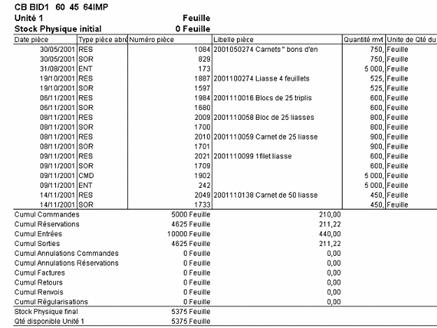 CB BID1 60 45 64IMP
Unité 1 Feuille
Stock Physique initial 0 Feuille
Date pièce Type pièce abré Numéro pièce Libelle pièce Quantité mvt Unite de Qté du
30/05/2001 RES 1084 2001050274 Carnets " bons d'en 750, Feuille
30/05/2001 SOR 829 750, Feuille
31/08/2001 ENT 173 5 000, Feuille
19/10/2001 RES 1887 2001100274 Liasse 4 feuillets 525, Feuille
19/10/2001 SOR 1597 525, Feuille
06/11/2001 RES 1984 2001110016 Blocs de 25 triplis 600, Feuille
06/11/2001 SOR 1680 600, Feuille
08/11/2001 RES 2009 2001110058 Bloc de 25 liasses 800, Feuille
08/11/2001 SOR 1700 800, Feuille
08/11/2001 RES 2010 2001110059 Carnet de 25 liasse 900, Feuille
08/11/2001 SOR 1701 900, Feuille
09/11/2001 RES 2021 2001110099 1filet liasse 600, Feuille
09/11/2001 SOR 1709 600, Feuille
09/11/2001 CMD 1902 5 000, Feuille
09/11/2001 ENT 242 5 000, Feuille
14/11/2001 RES 2049 2001110138 Carnet de 50 liasse 450, Feuille
14/11/2001 SOR 1733 450, Feuille
Cumul Commandes 5000 Feuille 210,00
Cumul Réservations 4625 Feuille 211,22
Cumul Entrées 10000 Feuille 440,00
Cumul Sorties 4625 Feuille 211,22
Cumul Annulations Commandes 0 Feuille 0,00
Cumul Annulations Réservations 0 Feuille 0,00
Cumul Factures 0 Feuille 0,00
Cumul Retours 0 Feuille 0,00
Cumul Renvois 0 Feuille 0,00
Cumul Régularisations 0 Feuille 0,00
Stock Physique final 5375 Feuille
Qté disponible Unité 1 5375 Feuille